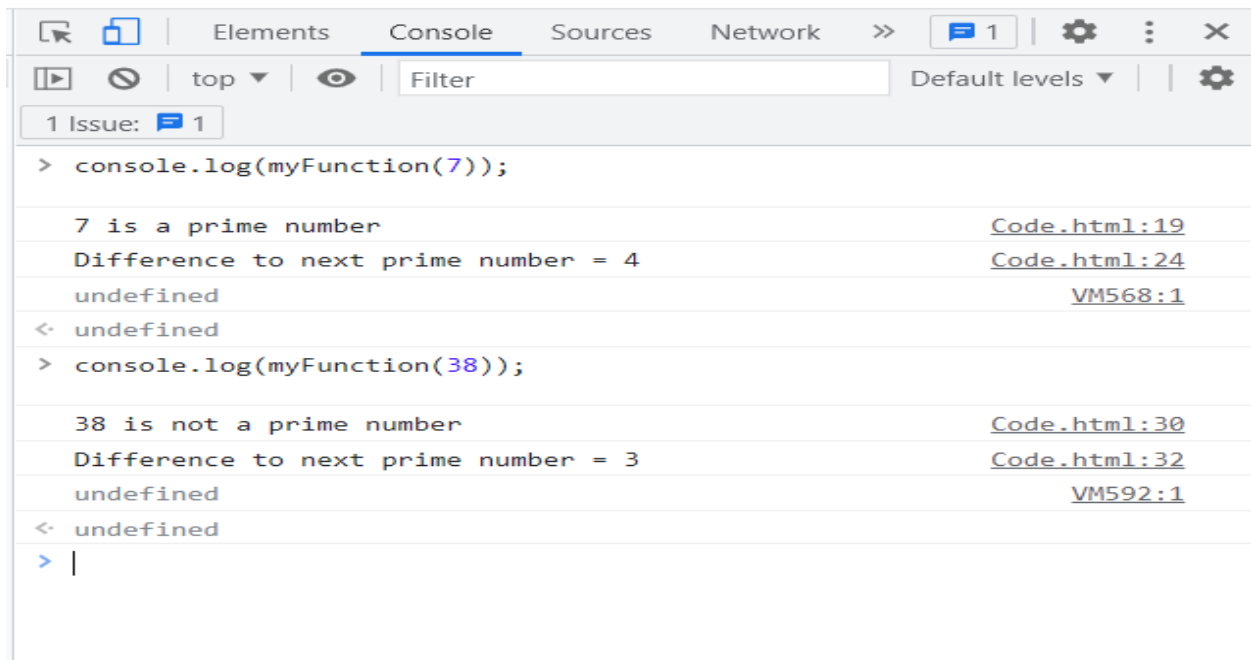 Elements Console Sources Network » 1
top ▼ Filter Default levels ▼
1 Issue: 1
> console.log(myFunction(7));
7 is a prime number Code.html:19
Difference to next prime number = 4 Code.html:24
undefined VM568:1
<· undefined
> console.log(myFunction(38));
38 is not a prime number Code.html:30
Difference to next prime number = 3 Code.html:32
undefined VM592:1
<· undefined
>